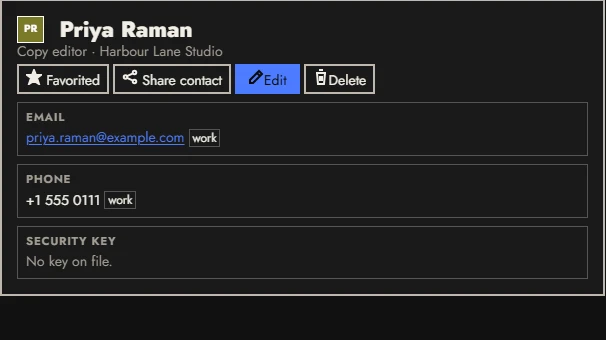 PR Priya Raman
Copy editor · Harbour Lane Studio
Favorited Share contact Edit Delete
EMAIL
priya.raman@example.com work
PHONE
+1 555 0111 work
SECURITY KEY
No key on file.